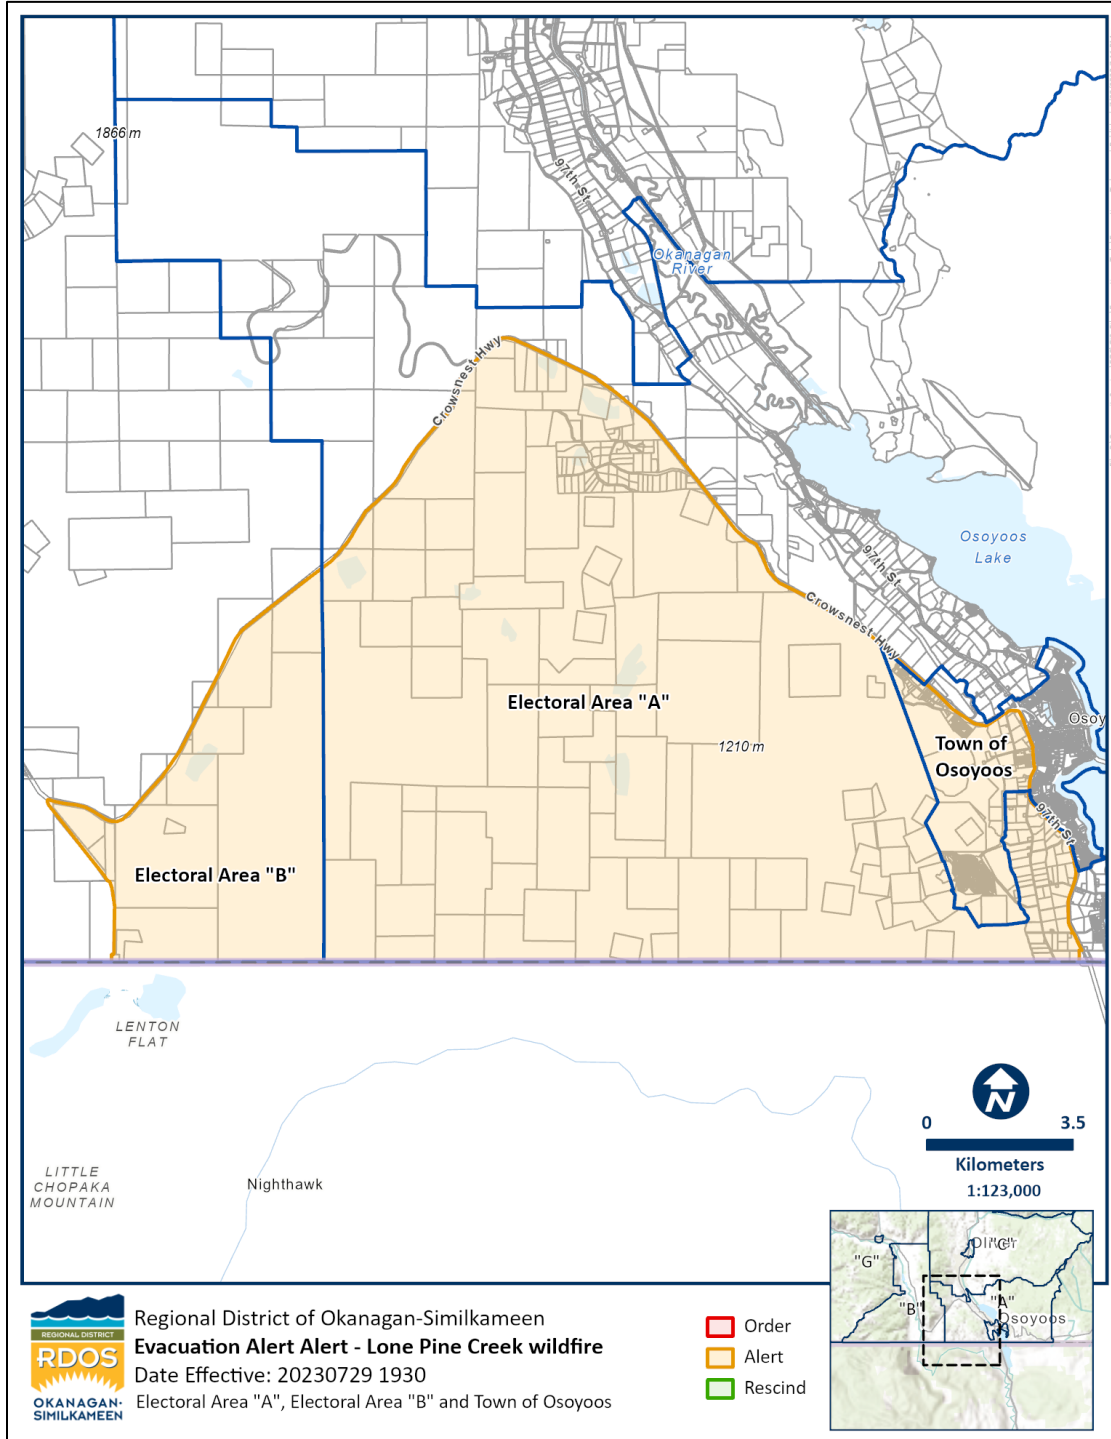 1866 m
97th St
Okanagan
River
Crowsnest Hwy
Osoyoos
Lake
97th St
Crowsnest Hwy
Electoral Area "A"
Osoy
1210 m
Town of
Osoyoos
97th St
Electoral Area "B"
LENTON
FLAT
N
0 3.5
Kilometers
1:123,000
LITTLE
CHOPAKA
MOUNTAIN
Nighthawk
Oliver
"C"
"G"
"B"
"A"
Osoyoos
REGIONAL DISTRICT
RDOS
OKANAGAN-
SIMILKAMEEN
Regional District of Okanagan-Similkameen
Evacuation Alert Alert - Lone Pine Creek wildfire
Date Effective: 20230729 1930
Electoral Area "A", Electoral Area "B" and Town of Osoyoos
Order
Alert
Rescind